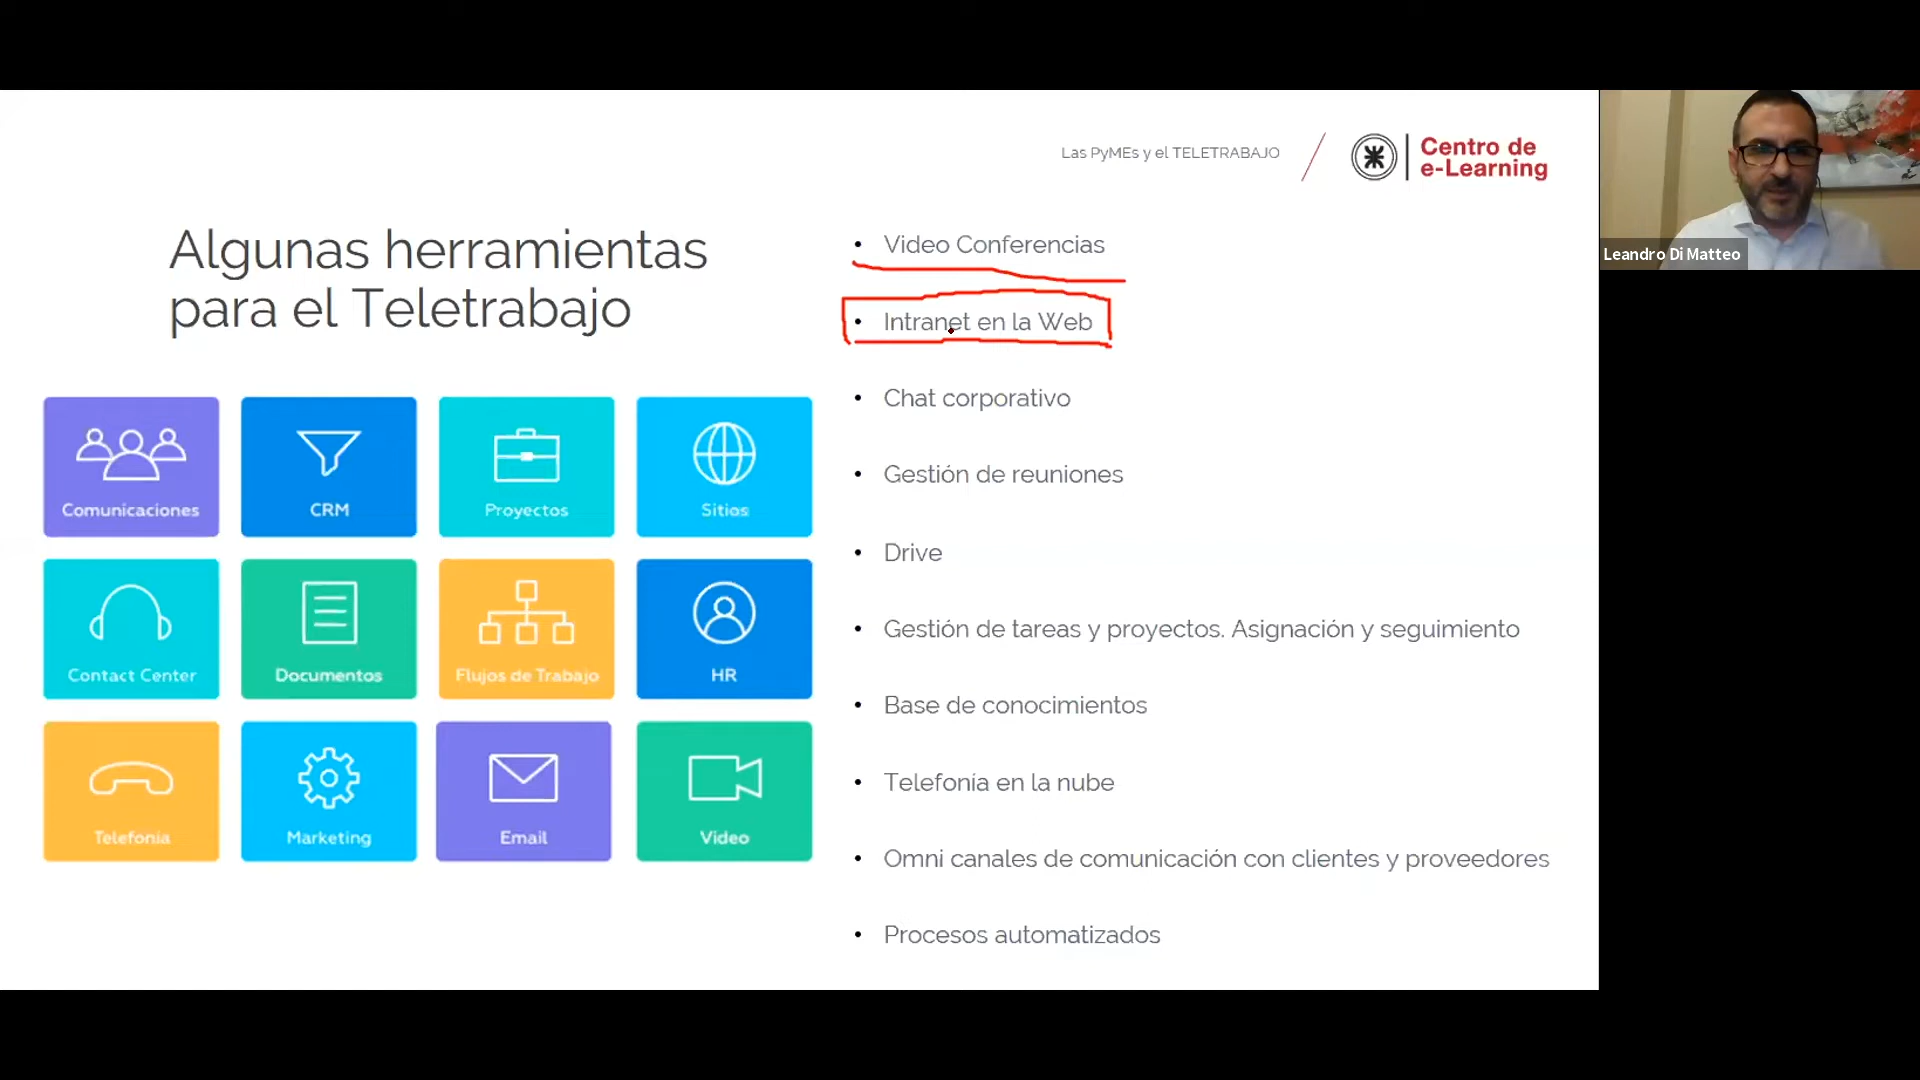 Las PyMEs y el TELETRABAJO
Centro de
e-Learning
Leandro Di Matteo
Algunas herramientas
para el Teletrabajo
Comunicaciones
CRM
Proyectos
Sitios
Contact Center
Documentos
Flujos de Trabajo
HR
Telefonía
Marketing
Email
Video
• Video Conferencias
• Intranet en la Web
• Chat corporativo
• Gestión de reuniones
• Drive
• Gestión de tareas y proyectos. Asignación y seguimiento
• Base de conocimientos
• Telefonía en la nube
• Omni canales de comunicación con clientes y proveedores
• Procesos automatizados